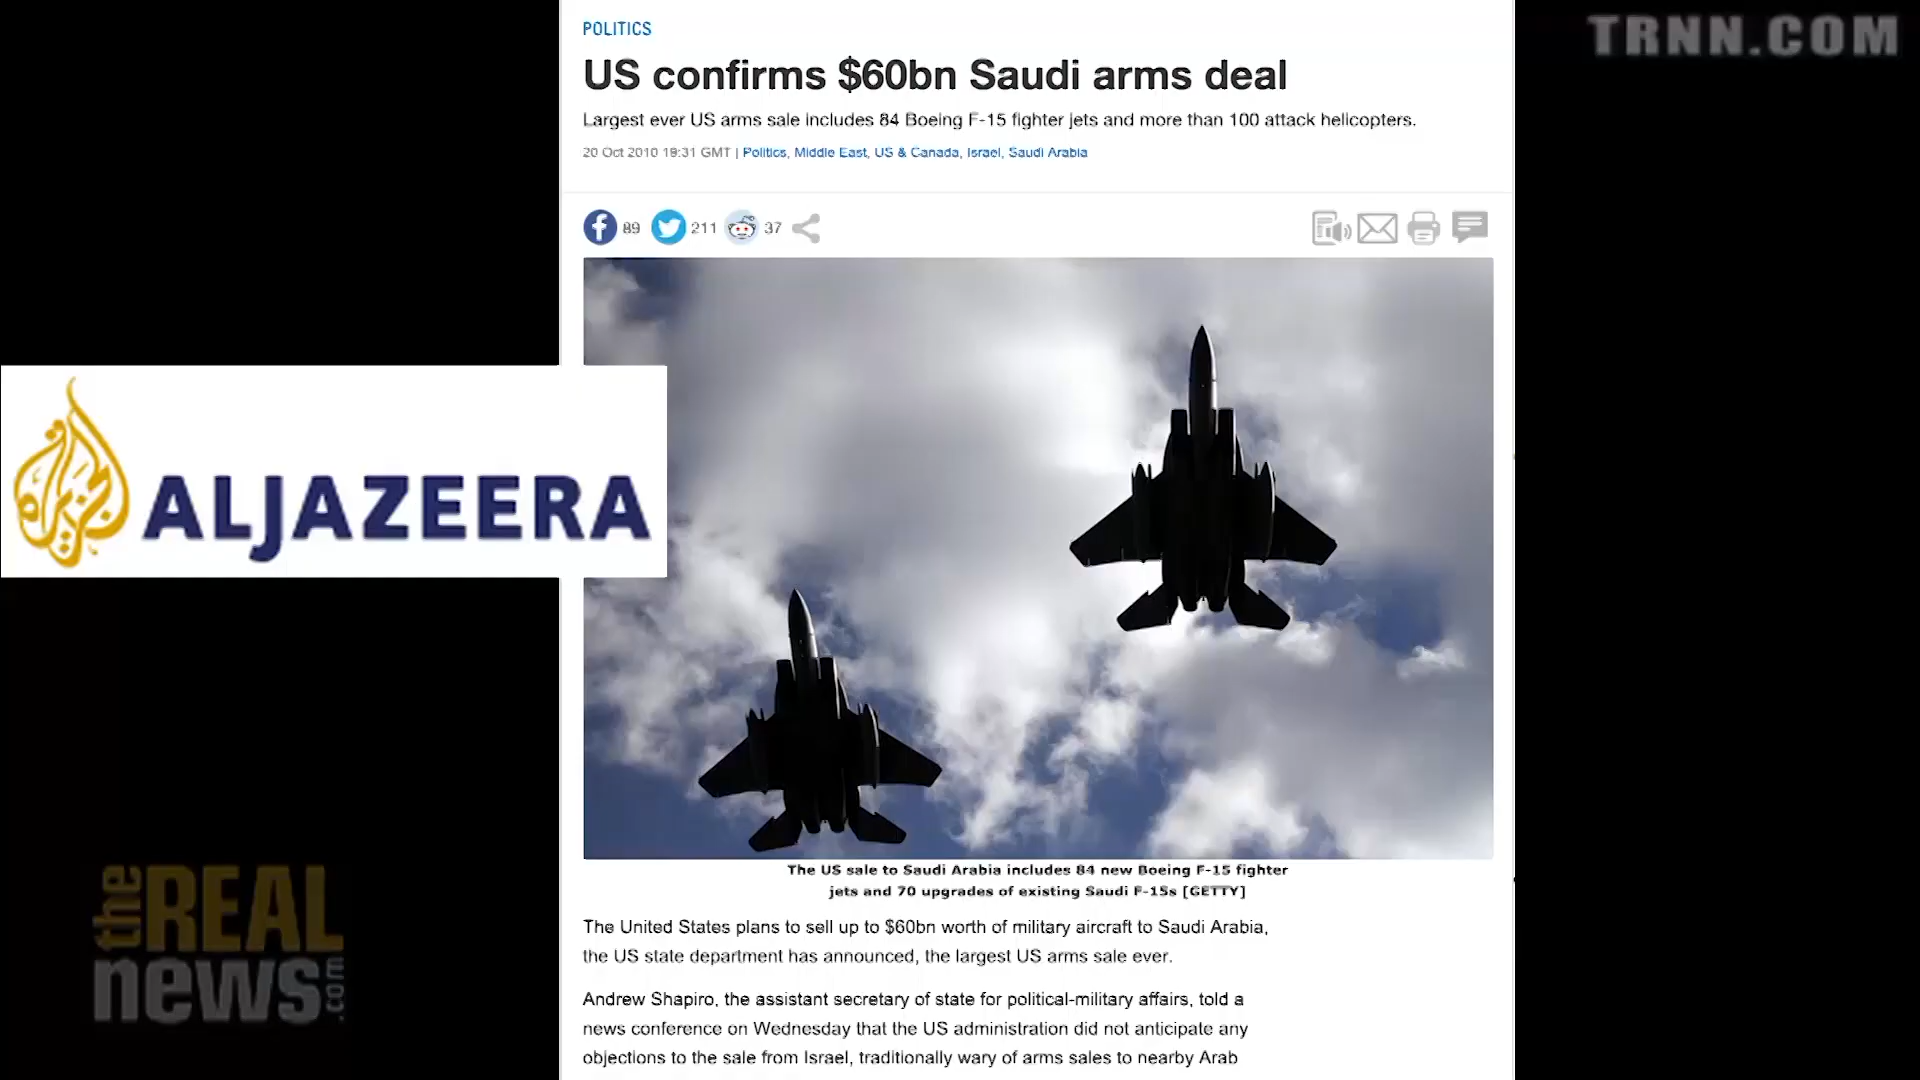 TRNN.COM
POLITICS
US confirms $60bn Saudi arms deal
Largest ever US arms sale includes 84 Boeing F-15 fighter jets and more than 100 attack helicopters.
20 Oct 2010 19:31 GMT | Politics, Middle East, US & Canada, Israel, Saudi Arabia
89 211 37
الجزيرة
ALJAZEERA
The US sale to Saudi Arabia includes 84 new Boeing F-15 fighter
jets and 70 upgrades of existing Saudi F-15s [GETTY]
The United States plans to sell up to $60bn worth of military aircraft to Saudi Arabia,
the US state department has announced, the largest US arms sale ever.
Andrew Shapiro, the assistant secretary of state for political-military affairs, told a
news conference on Wednesday that the US administration did not anticipate any
objections to the sale from Israel, traditionally wary of arms sales to nearby Arab
the REAL
news.com